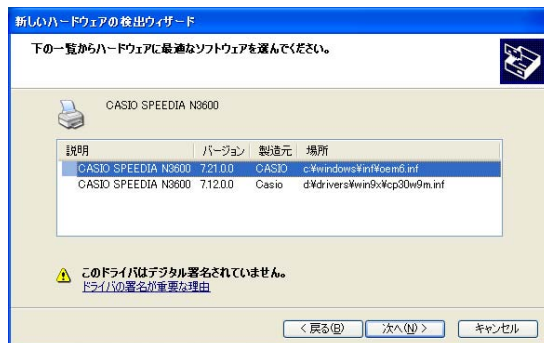 新しいハードウェアの検出ウィザード
下の一覧からハードウェアに最適なソフトウェアを選んでください。
CASIO SPEEDIA N3600
説明 バージョン 製造元 場所
CASIO SPEEDIA N3600 7.21.0.0 CASIO c:¥windows¥inf¥oem6.inf
CASIO SPEEDIA N3600 7.12.0.0 Casio d:¥drivers¥win9x¥cp30w9m.inf
このドライバはデジタル署名されていません。
ドライバの署名が重要な理由
< 戻る(B) 次へ(N) > キャンセル